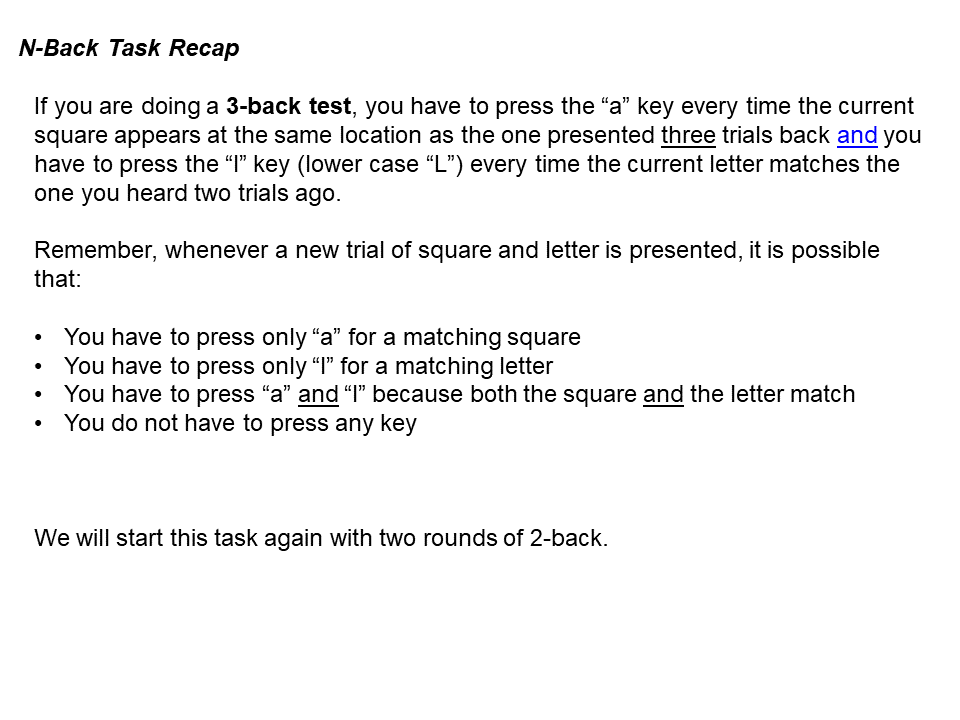 N-Back Task Recap
If you are doing a 3-back test, you have to press the “a” key every time the current
square appears at the same location as the one presented three trials back and you
have to press the “l” key (lower case “L”) every time the current letter matches the
one you heard two trials ago.
Remember, whenever a new trial of square and letter is presented, it is possible
that:
• You have to press only “a” for a matching square
• You have to press only “l” for a matching letter
• You have to press “a” and “l” because both the square and the letter match
• You do not have to press any key
We will start this task again with two rounds of 2-back.